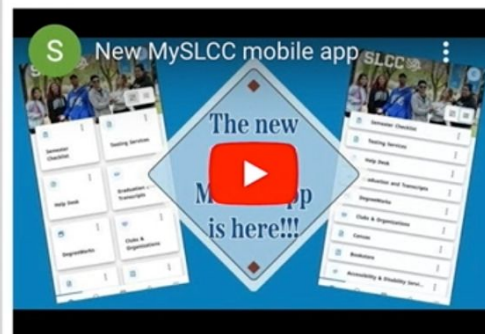 S
New MySLCC mobile app
SLCC
SLCC
The new
is here!!!
Semester
Checklist
Testing Services
Help Desk
Graduation
Transcripts
DegreeWorks
Clubs &
Organizations
Semester Checklist
Testing Services
Help Desk
Graduation and Transcripts
DegreeWorks
Clubs & Organizations
Canvas
Bookstore
Accessibility & Disability Servi...